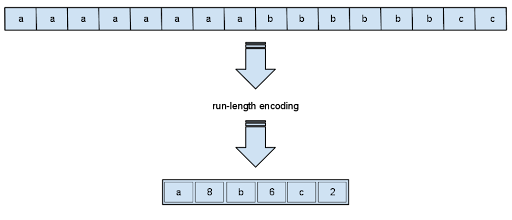 a a a a a a a a b b b b b b c c
run-length encoding
a 8 b 6 c 2